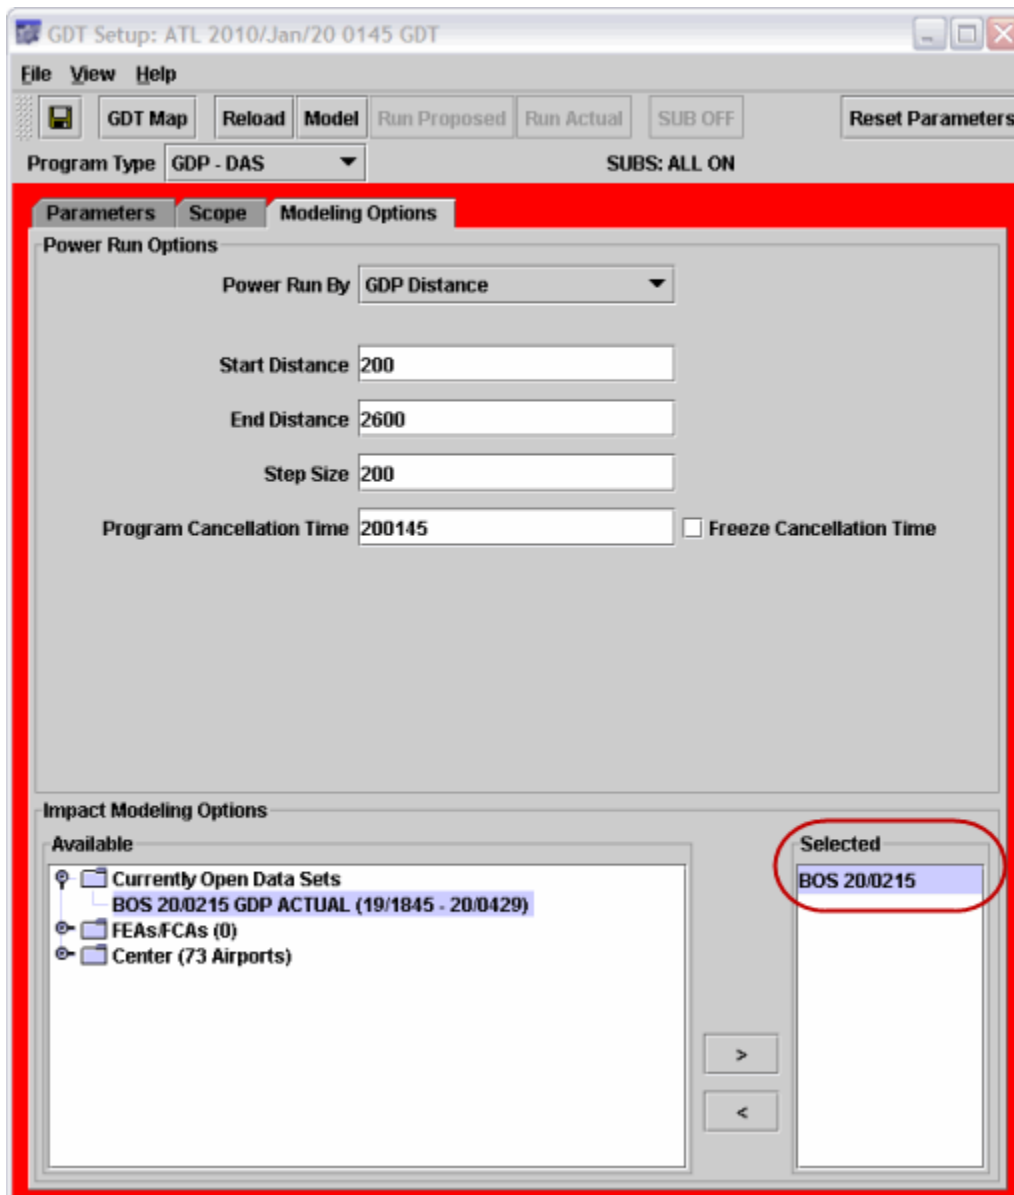 GDT Setup: ATL 2010/Jan/20 0145 GDT
File View Help
GDT Map Reload Model Run Proposed Run Actual SUB OFF Reset Parameters
Program Type GDP - DAS SUBS: ALL ON
Parameters Scope Modeling Options
Power Run Options
Power Run By GDP Distance
Start Distance 200
End Distance 2600
Step Size 200
Program Cancellation Time 200145 Freeze Cancellation Time
Impact Modeling Options
Available Selected
Currently Open Data Sets BOS 20/0215
BOS 20/0215 GDP ACTUAL (19/1845 - 20/0429)
FEAs/FCAs (0)
Center (73 Airports)
>
<